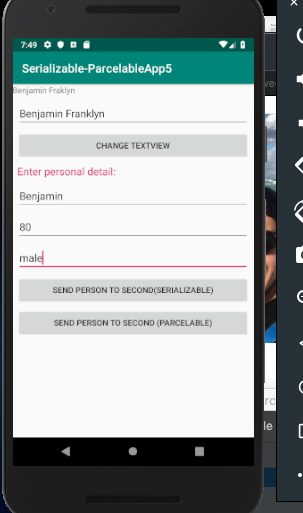 7:49
Serializable-ParcelableApp5
Benjamin Fraklyn
Benjamin Franklyn
CHANGE TEXTVIEW
Enter personal detail:
Benjamin
80
male
SEND PERSON TO SECOND(SERIALIZABLE)
SEND PERSON TO SECOND (PARCELABLE)